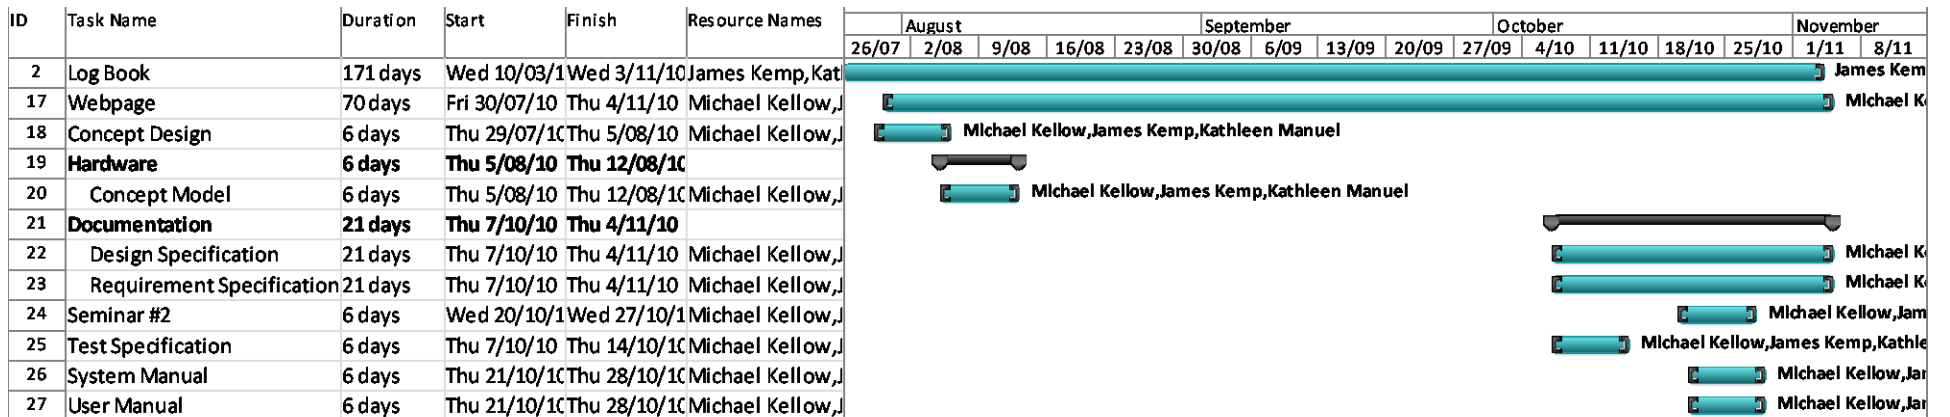 ID Task Name Duration Start Finish Resource Names
August September October November
26/07 2/08 9/08 16/08 23/08 30/08 6/09 13/09 20/09 27/09 4/10 11/10 18/10 25/10 1/11 8/11
2 Log Book 171 days Wed 10/03/1 Wed 3/11/10 James Kemp,Kat James Kem
17 Webpage 70 days Fri 30/07/10 Thu 4/11/10 Michael Kellow,J Michael K
18 Concept Design 6 days Thu 29/07/10 Thu 5/08/10 Michael Kellow,J Michael Kellow,James Kemp,Kathleen Manuel
19 Hardware 6 days Thu 5/08/10 Thu 12/08/10
20 Concept Model 6 days Thu 5/08/10 Thu 12/08/10 Michael Kellow,J Michael Kellow,James Kemp,Kathleen Manuel
21 Documentation 21 days Thu 7/10/10 Thu 4/11/10
22 Design Specification 21 days Thu 7/10/10 Thu 4/11/10 Michael Kellow,J Michael K
23 Requirement Specification 21 days Thu 7/10/10 Thu 4/11/10 Michael Kellow,J Michael K
24 Seminar #2 6 days Wed 20/10/1 Wed 27/10/1 Michael Kellow,J Michael Kellow,Jam
25 Test Specification 6 days Thu 7/10/10 Thu 14/10/10 Michael Kellow,J Michael Kellow,James Kemp,Kathle
26 System Manual 6 days Thu 21/10/10 Thu 28/10/10 Michael Kellow,J Michael Kellow,Jar
27 User Manual 6 days Thu 21/10/10 Thu 28/10/10 Michael Kellow,J Michael Kellow,Jar